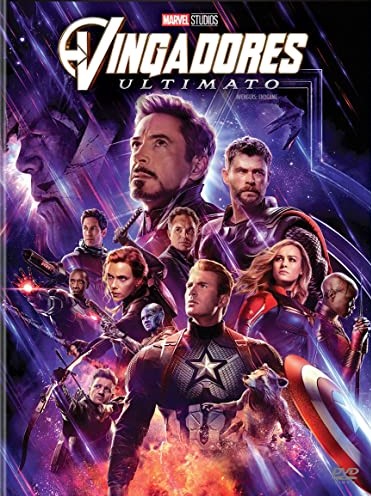 MARVEL STUDIOS
VINGADORES
ULTIMATO
AVENGERS: ENDGAME
DVD